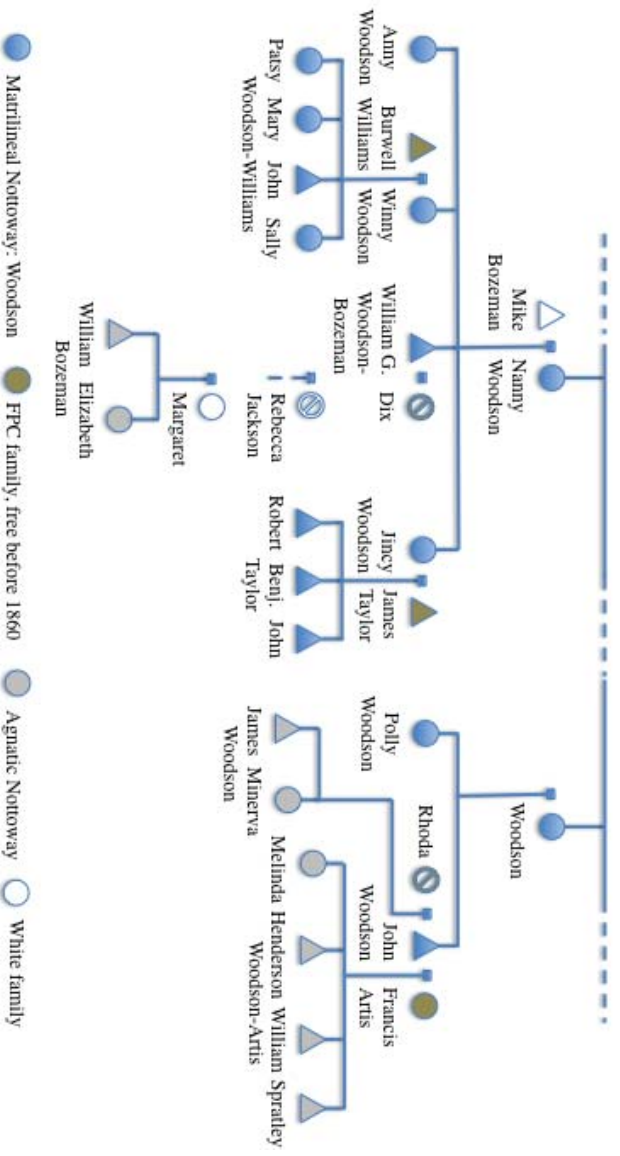 Mike
Bozeman
Nanny
Woodson
Woodson
Anny
Woodson
Burwell
Williams
Winny
Woodson
William G.
Woodson-
Bozeman
Dix
Jincy
Woodson
James
Taylor
Polly
Woodson
Rhoda
John
Woodson
Francis
Artis
Patsy Mary John Sally
Woodson-Williams
Rebecca
Jackson
Robert Benj. John
Taylor
James Minerva
Woodson
Melinda Henderson William Spratley
Woodson-Artis
Margaret
William Elizabeth
Bozeman
Matrilineal Nottoway: Woodson
FPC family, free before 1860
Agnatic Nottoway
White family